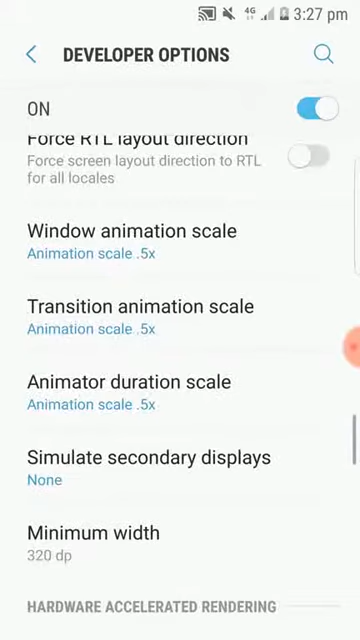 4G 3:27 pm
DEVELOPER OPTIONS
ON
Force RTL layout direction
Force screen layout direction to RTL
for all locales
Window animation scale
Animation scale .5x
Transition animation scale
Animation scale .5x
Animator duration scale
Animation scale .5x
Simulate secondary displays
None
Minimum width
320 dp
HARDWARE ACCELERATED RENDERING